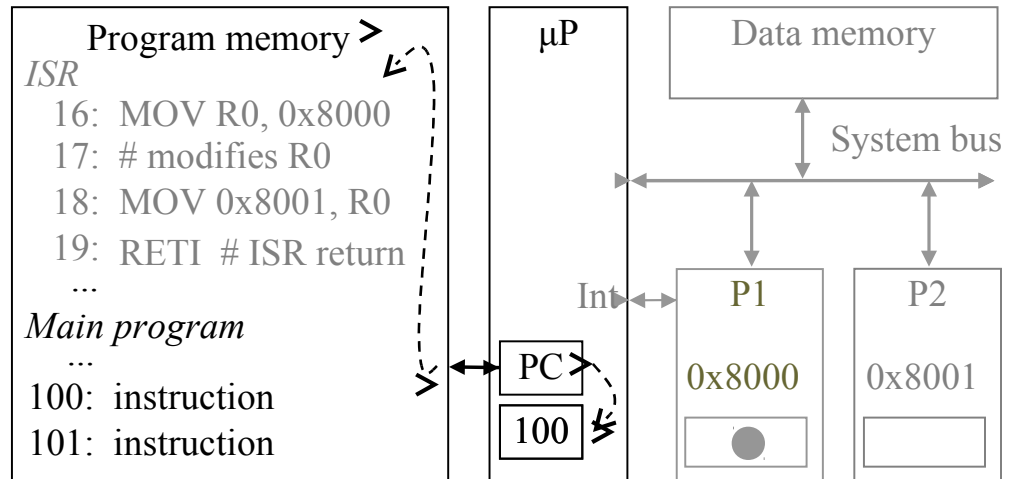 Program memory
ISR
16: MOV R0, 0x8000
17: # modifies R0
18: MOV 0x8001, R0
19: RETI # ISR return
...
Main program
...
100: instruction
101: instruction
μP
Int
PC
100
Data memory
System bus
P1
0x8000
P2
0x8001